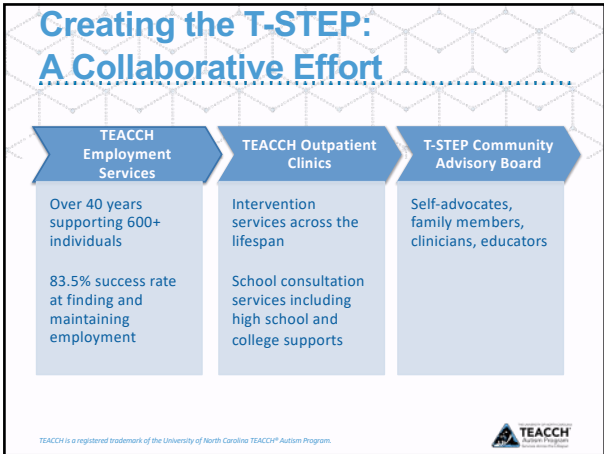 Creating the T-STEP:
A Collaborative Effort
TEACCH
Employment
Services
Over 40 years
supporting 600+
individuals
83.5% success rate
at finding and
maintaining
employment
TEACCH Outpatient
Clinics
Intervention
services across the
lifespan
School consultation
services including
high school and
college supports
T-STEP Community
Advisory Board
Self-advocates,
family members,
clinicians, educators
TEACCH is a registered trademark of the University of North Carolina TEACCH® Autism Program.
TEACCH
Autism Program